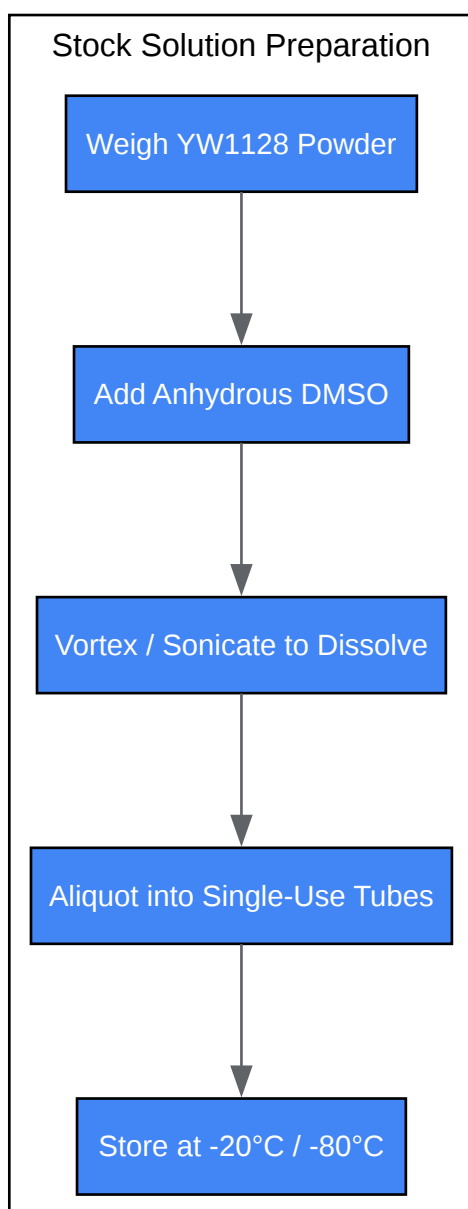 Stock Solution Preparation
Weigh YW1128 Powder
Add Anhydrous DMSO
Vortex / Sonicate to Dissolve
Aliquot into Single-Use Tubes
Store at -20°C / -80°C